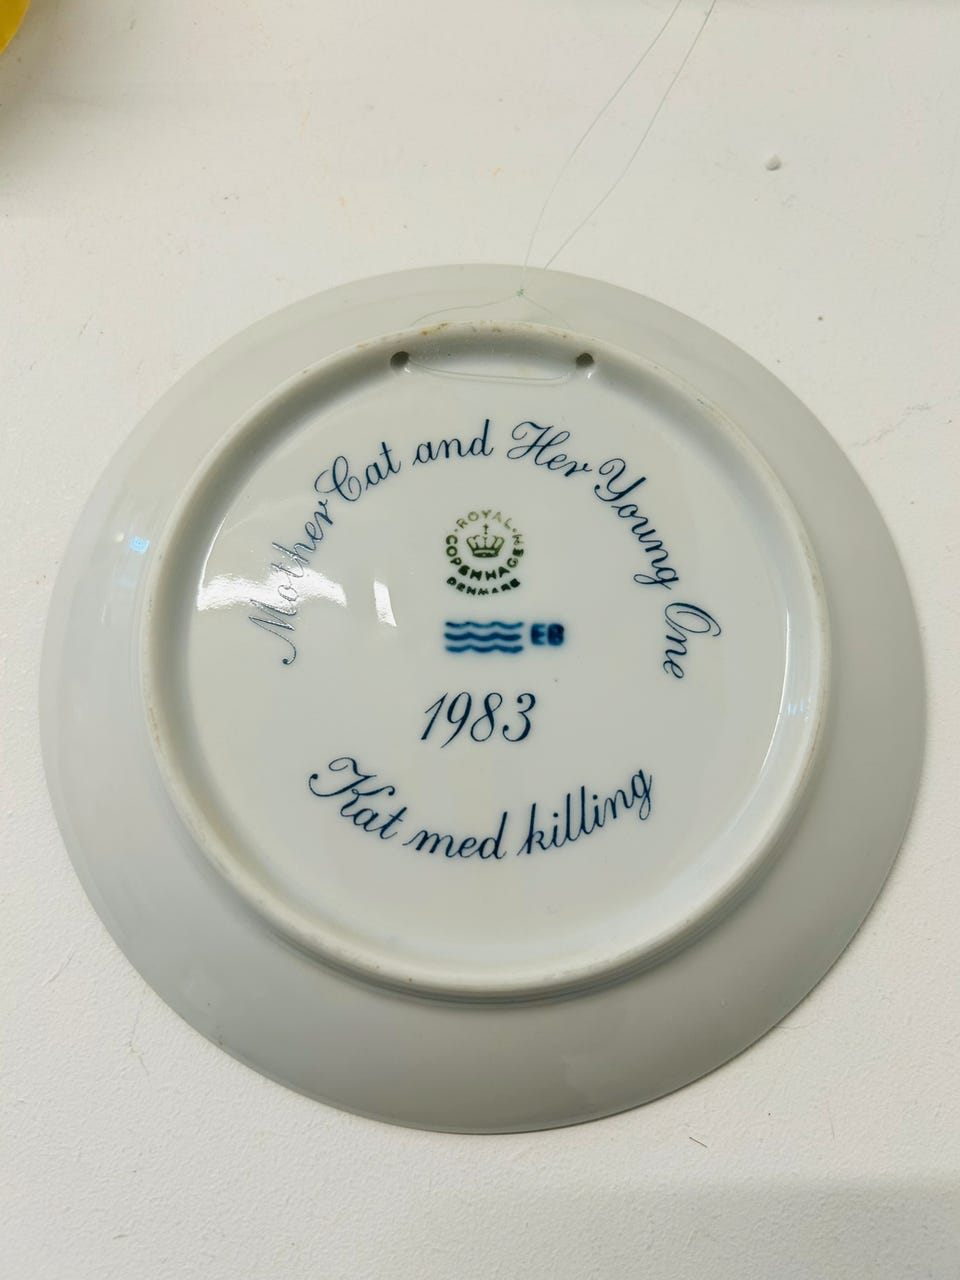 Mother Cat and Her Young One
ROYAL COPENHAGEN
DENMARK
EB
1983
Kat med killing